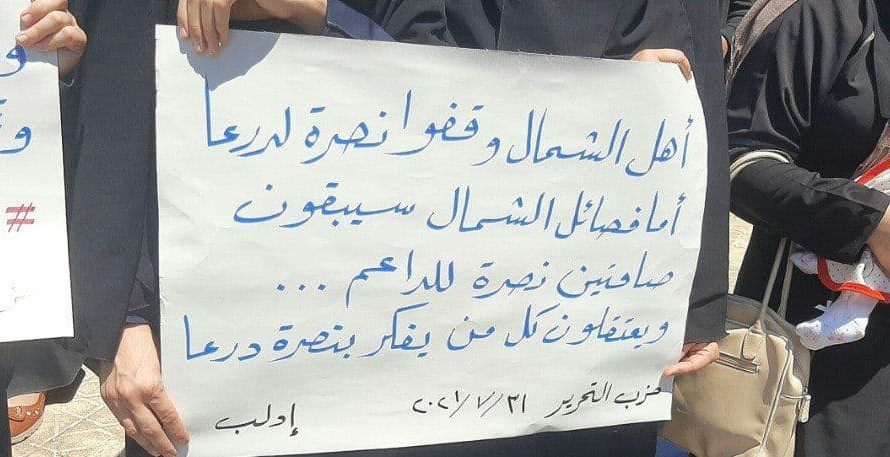 أهل الشمال وقفوا نصرة لدرعا
أما فصائل الشمال سيبقون
صامتين نصرة للداعم ...
ويعتقلون كل من يفكر بنصرة درعا
حزب التحرير ٣١/٧/٢٠٢١ إدلب
#